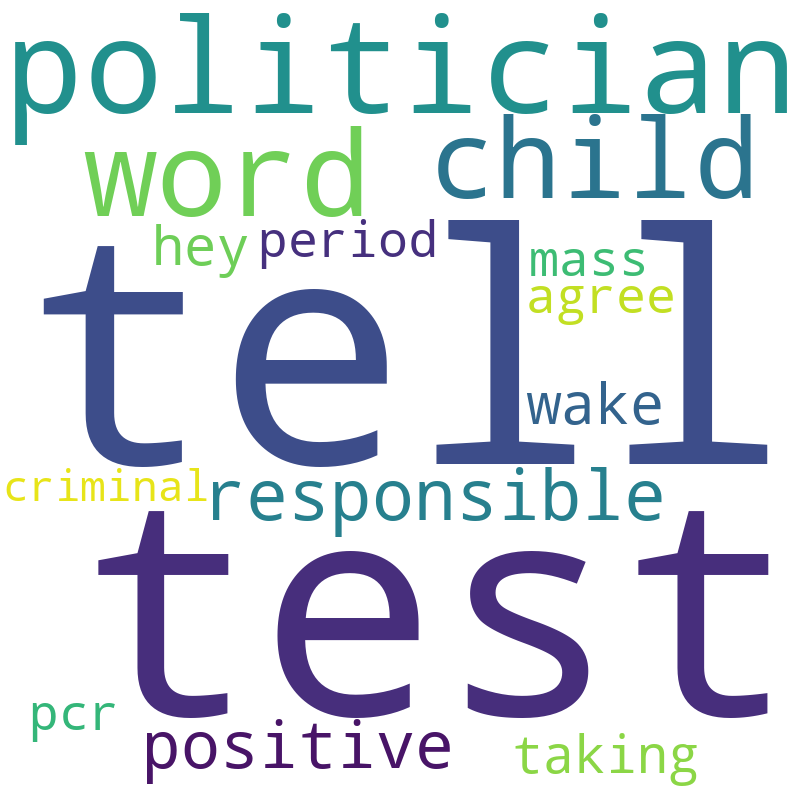 politician
word child
hey period mass
agree
tell
wake
criminal responsible
test
pcr positive taking